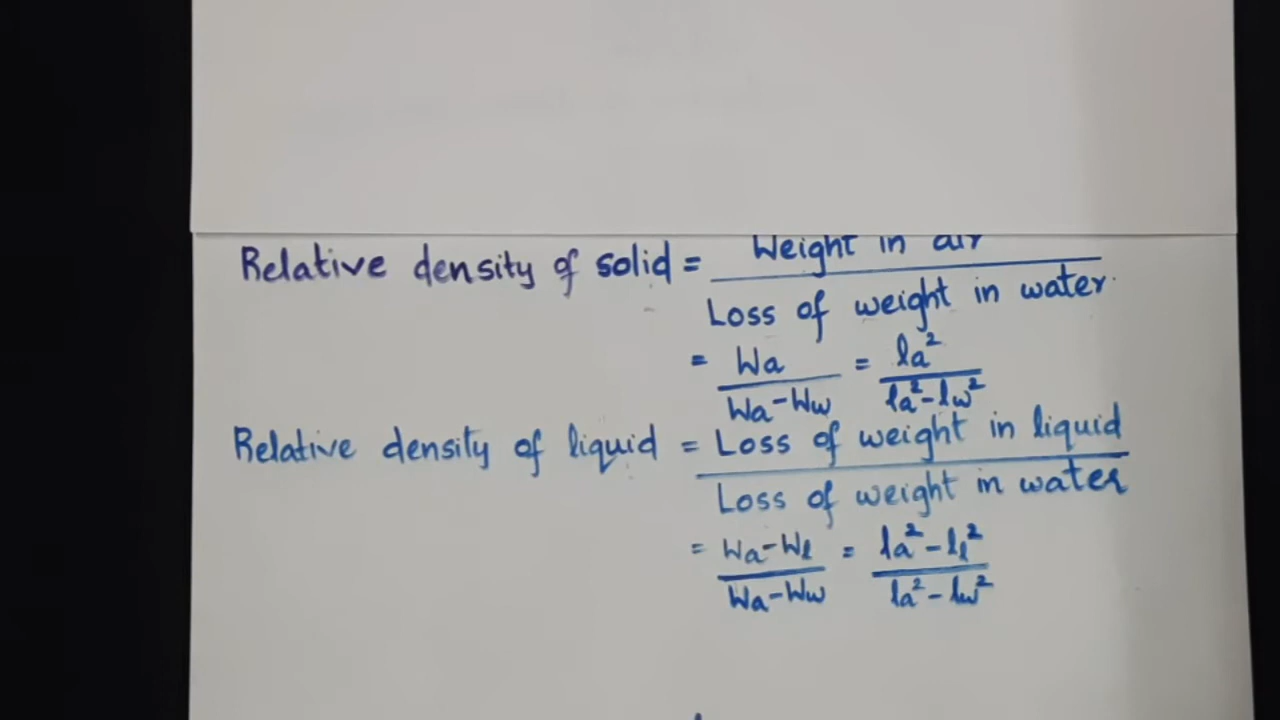 Weight in air
Relative density of solid = 
Loss of weight in water.
= Wa / Wa-Ww = la² / la²-lw²
Relative density of liquid = Loss of weight in liquid
Loss of weight in water
= Wa-Wl / Wa-Ww = la²-ll² / la²-lw²